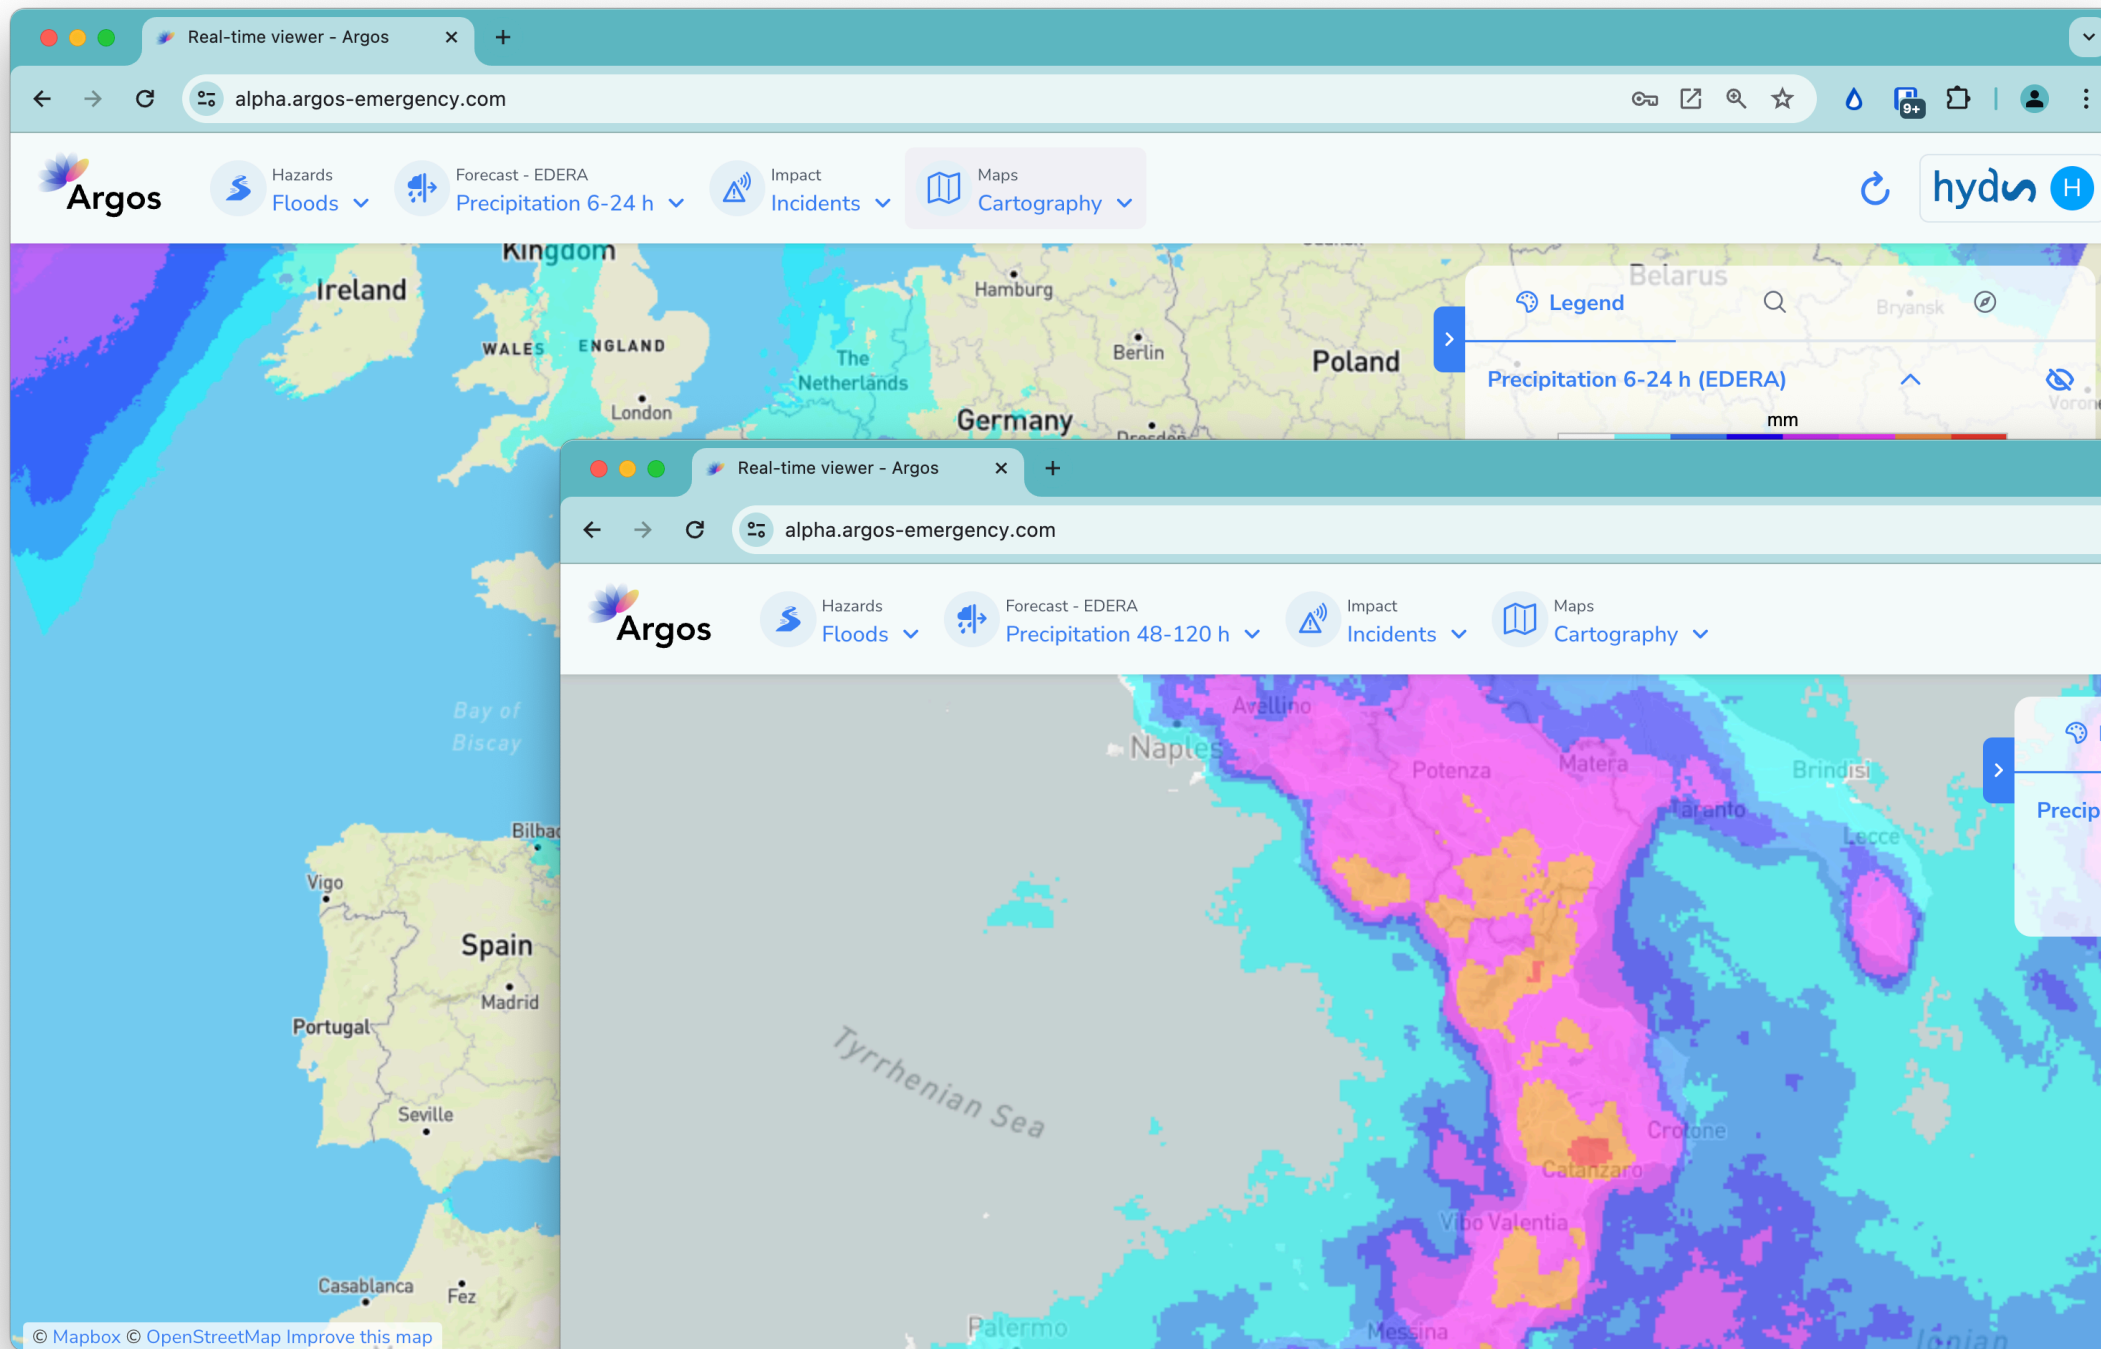 Real-time viewer - Argos
alpha.argos-emergency.com
9+
Argos
Hazards
Floods
Forecast - EDERA
Precipitation 6-24 h
Impact
Incidents
Maps
Cartography
hyds
H
Kingdom
Ireland
WALES
ENGLAND
London
The
Netherlands
Hamburg
Berlin
Germany
Dresden
Poland
Belarus
Bryansk
Legend
Precipitation 6-24 h (EDERA)
mm
Bay of
Biscay
Vigo
Spain
Madrid
Portugal
Seville
Casablanca
Fez
© Mapbox © OpenStreetMap Improve this map
Real-time viewer - Argos
alpha.argos-emergency.com
Argos
Hazards
Floods
Forecast - EDERA
Precipitation 48-120 h
Impact
Incidents
Maps
Cartography
Avellino
Naples
Potenza
Matera
Brindisi
Taranto
Lecce
Precip
Tyrrhenian Sea
Crotone
Catanzaro
Vibo Valentia
Palermo
Messina
Ionian